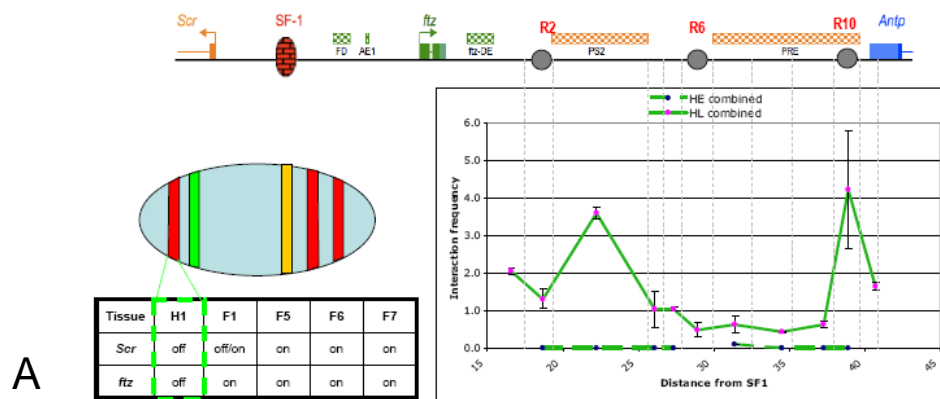 Scr SF-1 ftz R2 R6 R10 Antp
FD AE1 ftz-DE PS2 PRE
HE combined
HL combined
6.0
5.0
4.0
3.0
2.0
1.0
0.0
Interaction frequency
15 20 25 30 35 40 45
Distance from SF1
Tissue H1 F1 F5 F6 F7
Scr off off/on on on on
ftz off on on on on
A